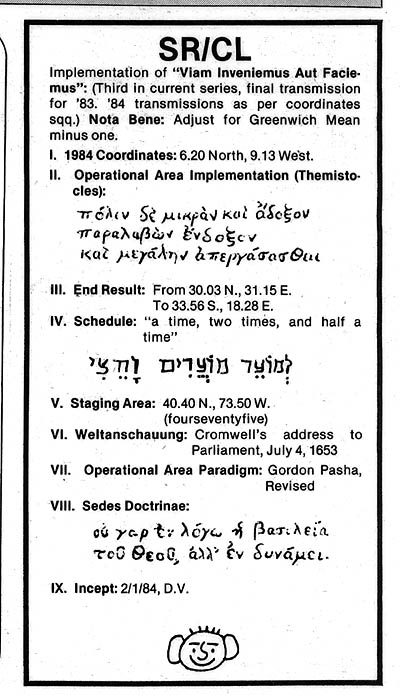 SR/CL
Implementation of “Viam Inveniemus Aut Facie-
mus”: (Third in current series, final transmission
for '83. '84 transmissions as per coordinates
sqq.) Nota Bene: Adjust for Greenwich Mean
minus one.
I. 1984 Coordinates: 6.20 North, 9.13 West.
II. Operational Area Implementation (Themisto-
cles):
πόλιν δὲ μικρὰν καὶ ἄδοξον
παραλαβὼν ἔνδοξον
καὶ μεγάλην ἀπεργάσασθαι
III. End Result: From 30.03 N., 31.15 E.
To 33.56 S., 18.28 E.
IV. Schedule: “a time, two times, and half a
time”
לְמוֹעֵד מוֹעֲדִים וָחֵצִי
V. Staging Area: 40.40 N., 73.50 W.
(fourseventyfive)
VI. Weltanschauung: Cromwell's address to
Parliament, July 4, 1653
VII. Operational Area Paradigm: Gordon Pasha,
Revised
VIII. Sedes Doctrinae:
οὐ γαρ ἐν λόγω ἡ βασιλεία
τοῦ Θεοῦ, ἀλλ' ἐν δυνάμει.
IX. Incept: 2/1/84, D.V.